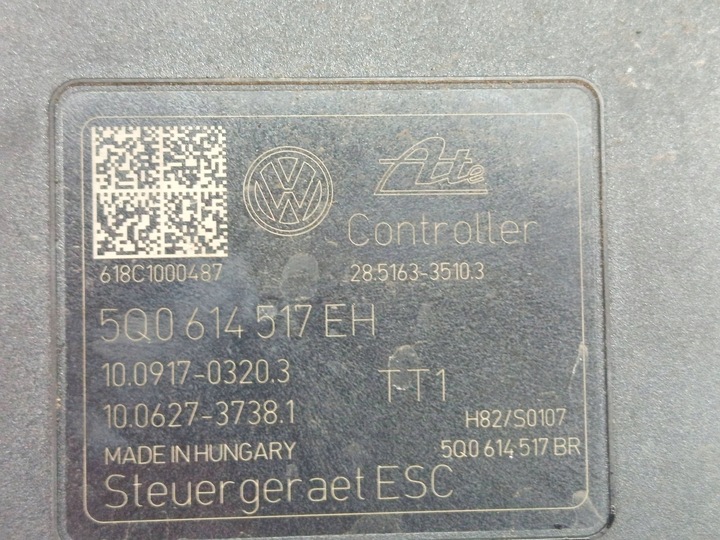 VW Ate
Controller
618C1000487 28.5163-3510.3
5Q0 614 517 EH
10.0917-0320.3
TT1
10.0627-3738.1
H82/S0107
MADE IN HUNGARY 5Q0 614 517 BR
Steuergeraet ESC